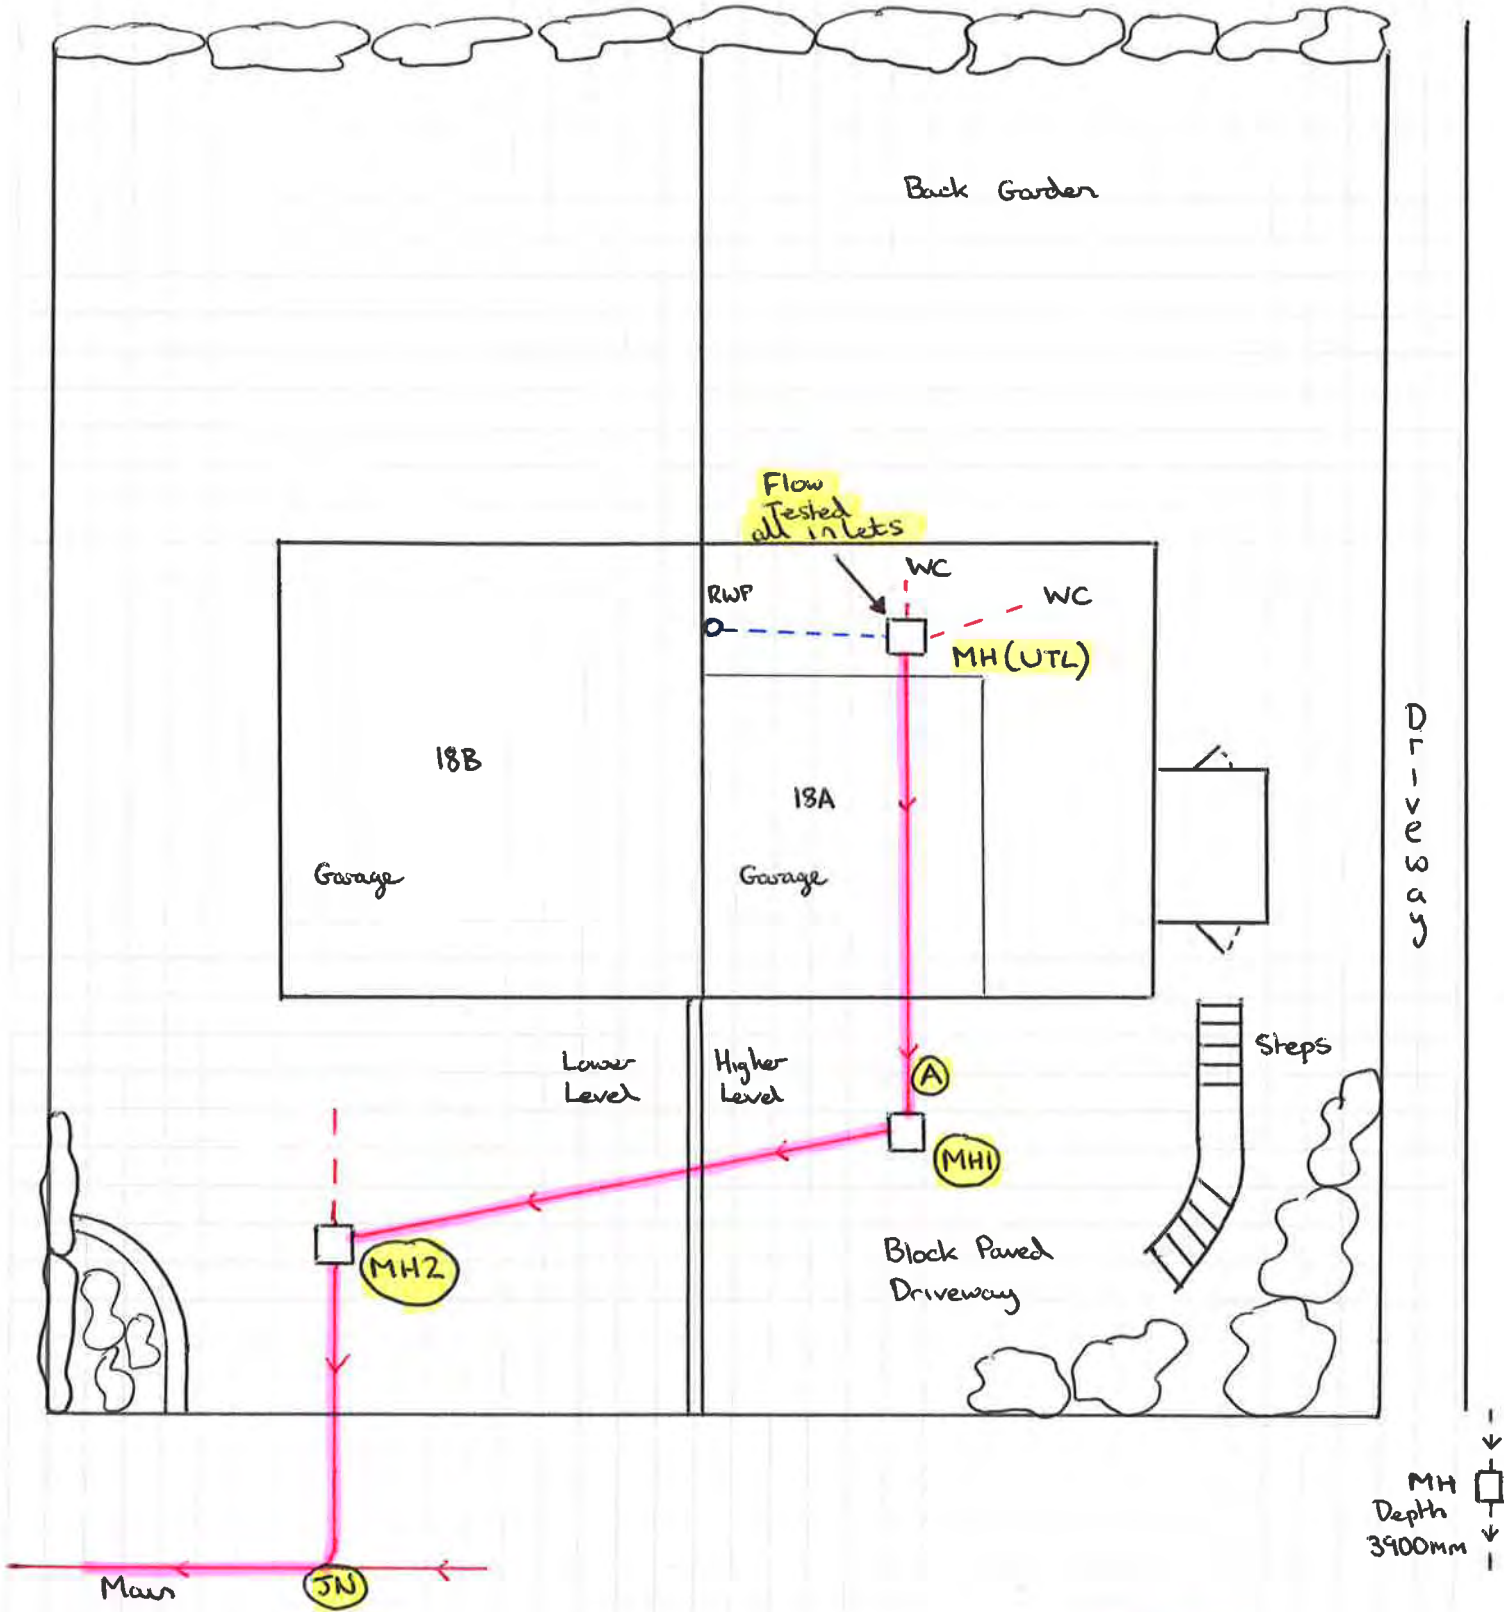 Back Garden
Flow
Tested
all inlets
WC
WC
RWP
MH (UTL)
18B
18A
Garage
Garage
Driveway
Lower
Level
Higher
Level
Steps
A
MH1
MH2
Block Paved
Driveway
MH
Depth
3900mm
Main
JN